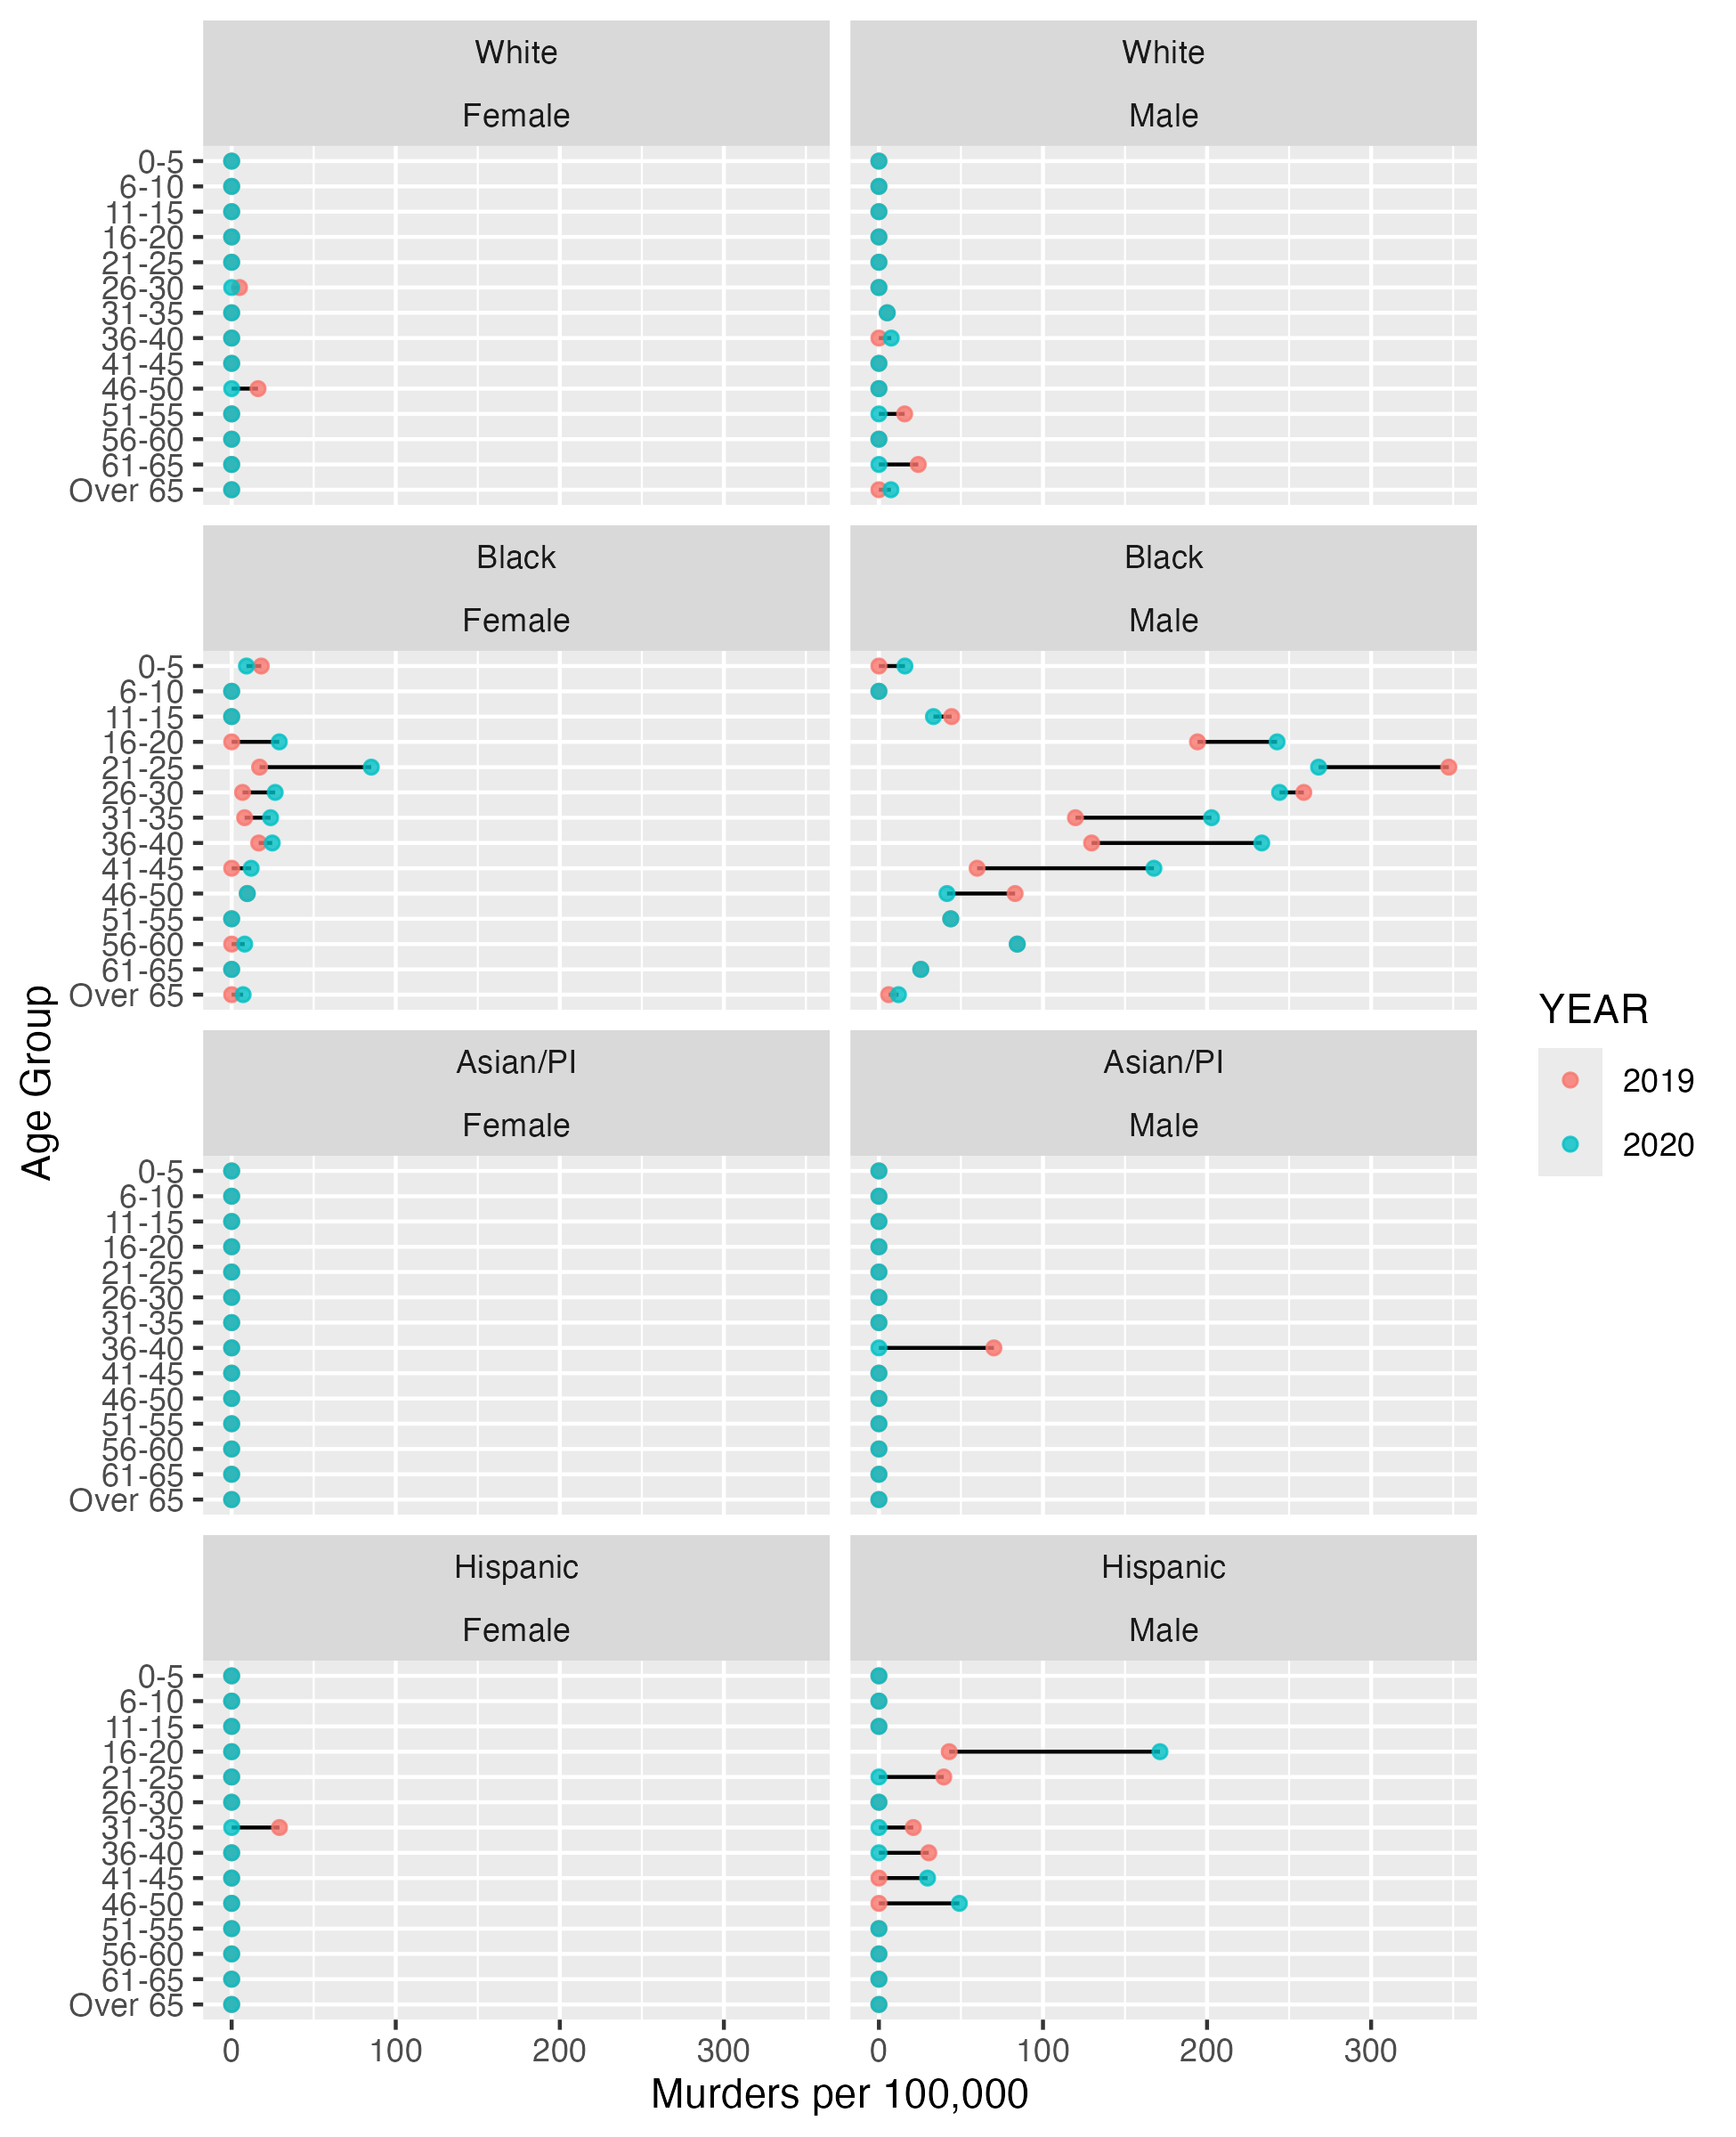 White
Female
White
Male
0-5
6-10
11-15
16-20
21-25
26-30
31-35
36-40
41-45
46-50
51-55
56-60
61-65
Over 65
Black
Female
Black
Male
0-5
6-10
11-15
16-20
21-25
26-30
31-35
36-40
41-45
46-50
51-55
56-60
61-65
Over 65
Asian/PI
Female
Asian/PI
Male
0-5
6-10
11-15
16-20
21-25
26-30
31-35
36-40
41-45
46-50
51-55
56-60
61-65
Over 65
Hispanic
Female
Hispanic
Male
0-5
6-10
11-15
16-20
21-25
26-30
31-35
36-40
41-45
46-50
51-55
56-60
61-65
Over 65
0 100 200 300
0 100 200 300
Murders per 100,000
Age Group
YEAR
2019
2020